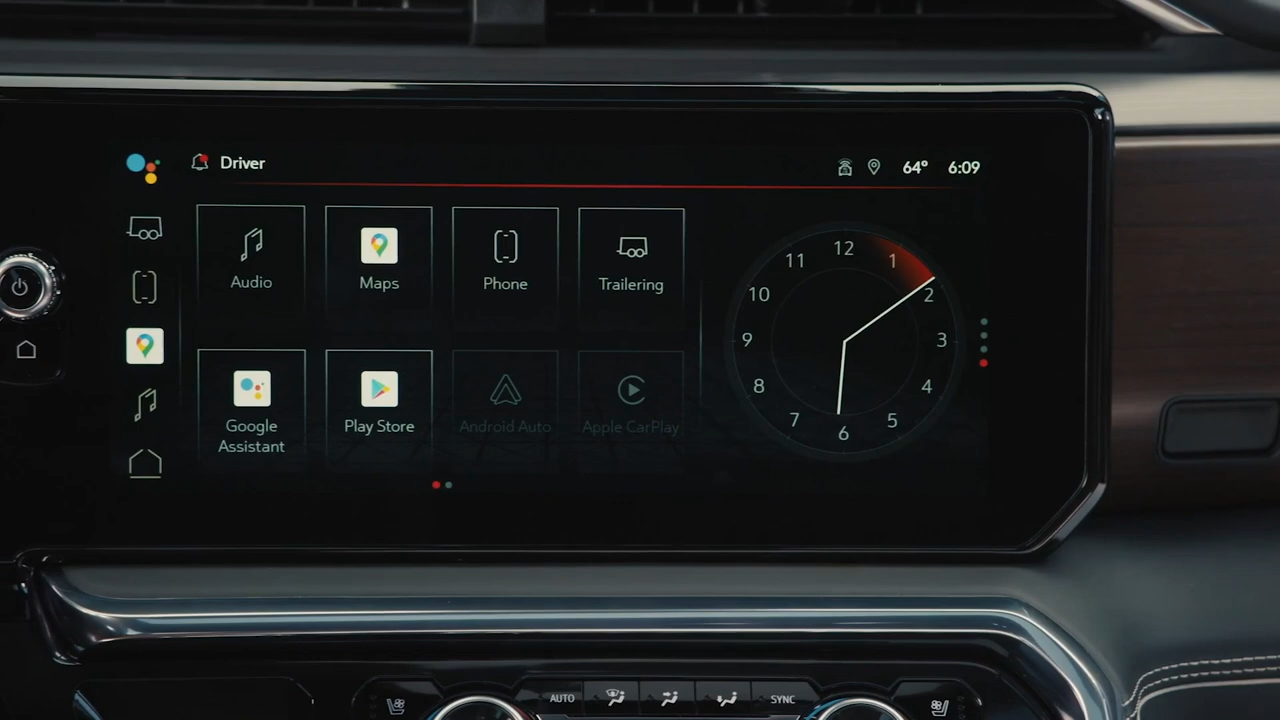 Driver
64° 6:09
Audio
Maps
Phone
Trailering
Google
Assistant
Play Store
Android Auto
Apple CarPlay
12
1
2
3
4
5
6
7
8
9
10
11
AUTO
SYNC